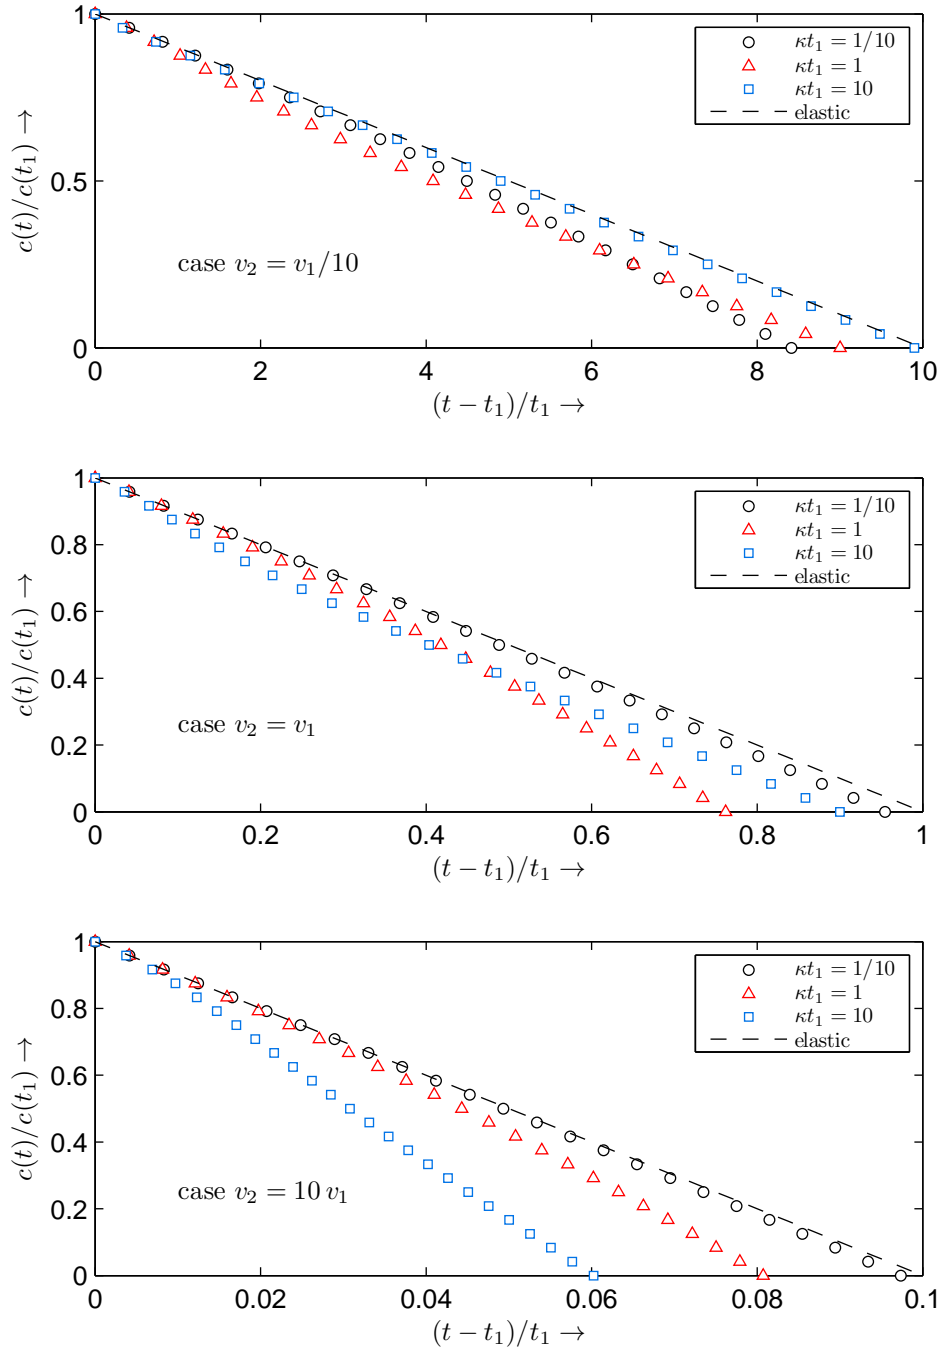 1
0.5
0
c(t)/c(t₁) →
κt₁ = 1/10
κt₁ = 1
κt₁ = 10
elastic
case v₂ = v₁/10
0 2 4 6 8 10
(t − t₁)/t₁ →
1
0.8
0.6
0.4
0.2
0
c(t)/c(t₁) →
κt₁ = 1/10
κt₁ = 1
κt₁ = 10
elastic
case v₂ = v₁
0 0.2 0.4 0.6 0.8 1
(t − t₁)/t₁ →
1
0.8
0.6
0.4
0.2
0
c(t)/c(t₁) →
κt₁ = 1/10
κt₁ = 1
κt₁ = 10
elastic
case v₂ = 10 v₁
0 0.02 0.04 0.06 0.08 0.1
(t − t₁)/t₁ →